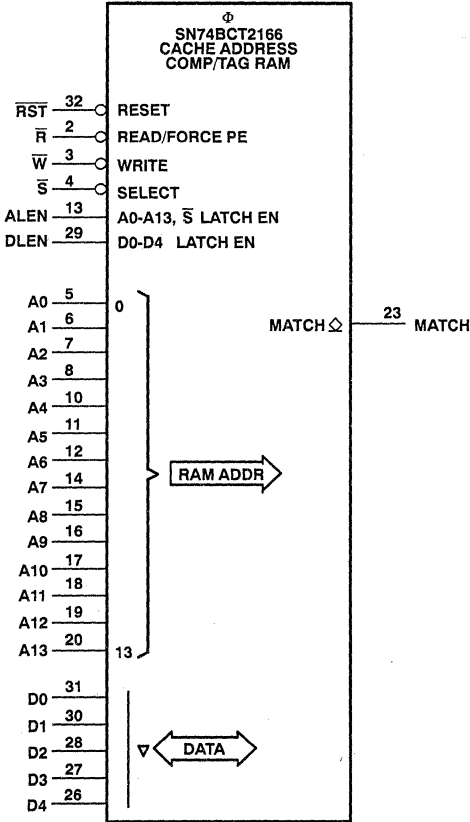 Φ
SN74BCT2166
CACHE ADDRESS
COMP/TAG RAM
R̅S̅T̅ 32 RESET
R̅ 2 READ/FORCE PE
W̅ 3 WRITE
S̅ 4 SELECT
ALEN 13 A0-A13, S̅ LATCH EN
DLEN 29 D0-D4 LATCH EN
A0 5 0
A1 6
MATCH 23 MATCH
A2 7
A3 8
A4 10
A5 11
A6 12
RAM ADDR
A7 14
A8 15
A9 16
A10 17
A11 18
A12 19
A13 20 13
D0 31
D1 30
D2 28 DATA
D3 27
D4 26